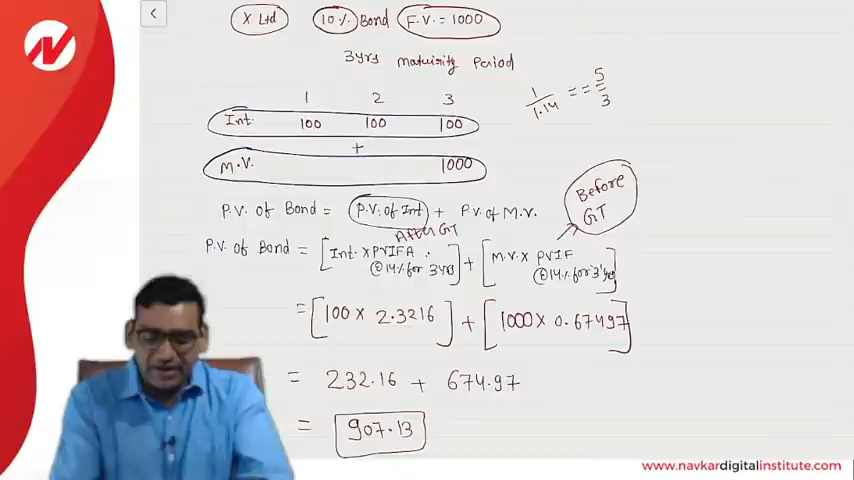 X Ltd 10% Bond F.V. = 1000
3yrs maturity Period
1 2 3
Int. 100 100 100
+
M.V. 1000
1/1.14 = = 5/3
P.V. of Bond = P.V. of Int + P.V. of M.V.
After GT
Before GT
P.V. of Bond = [Int. x PVIFA @14% for 3yrs] + [M.V. x PVIF @14% for 3yrs]
= [100 x 2.3216] + [1000 x 0.67497]
= 232.16 + 674.97
= 907.13
www.navkardigitalinstitute.com